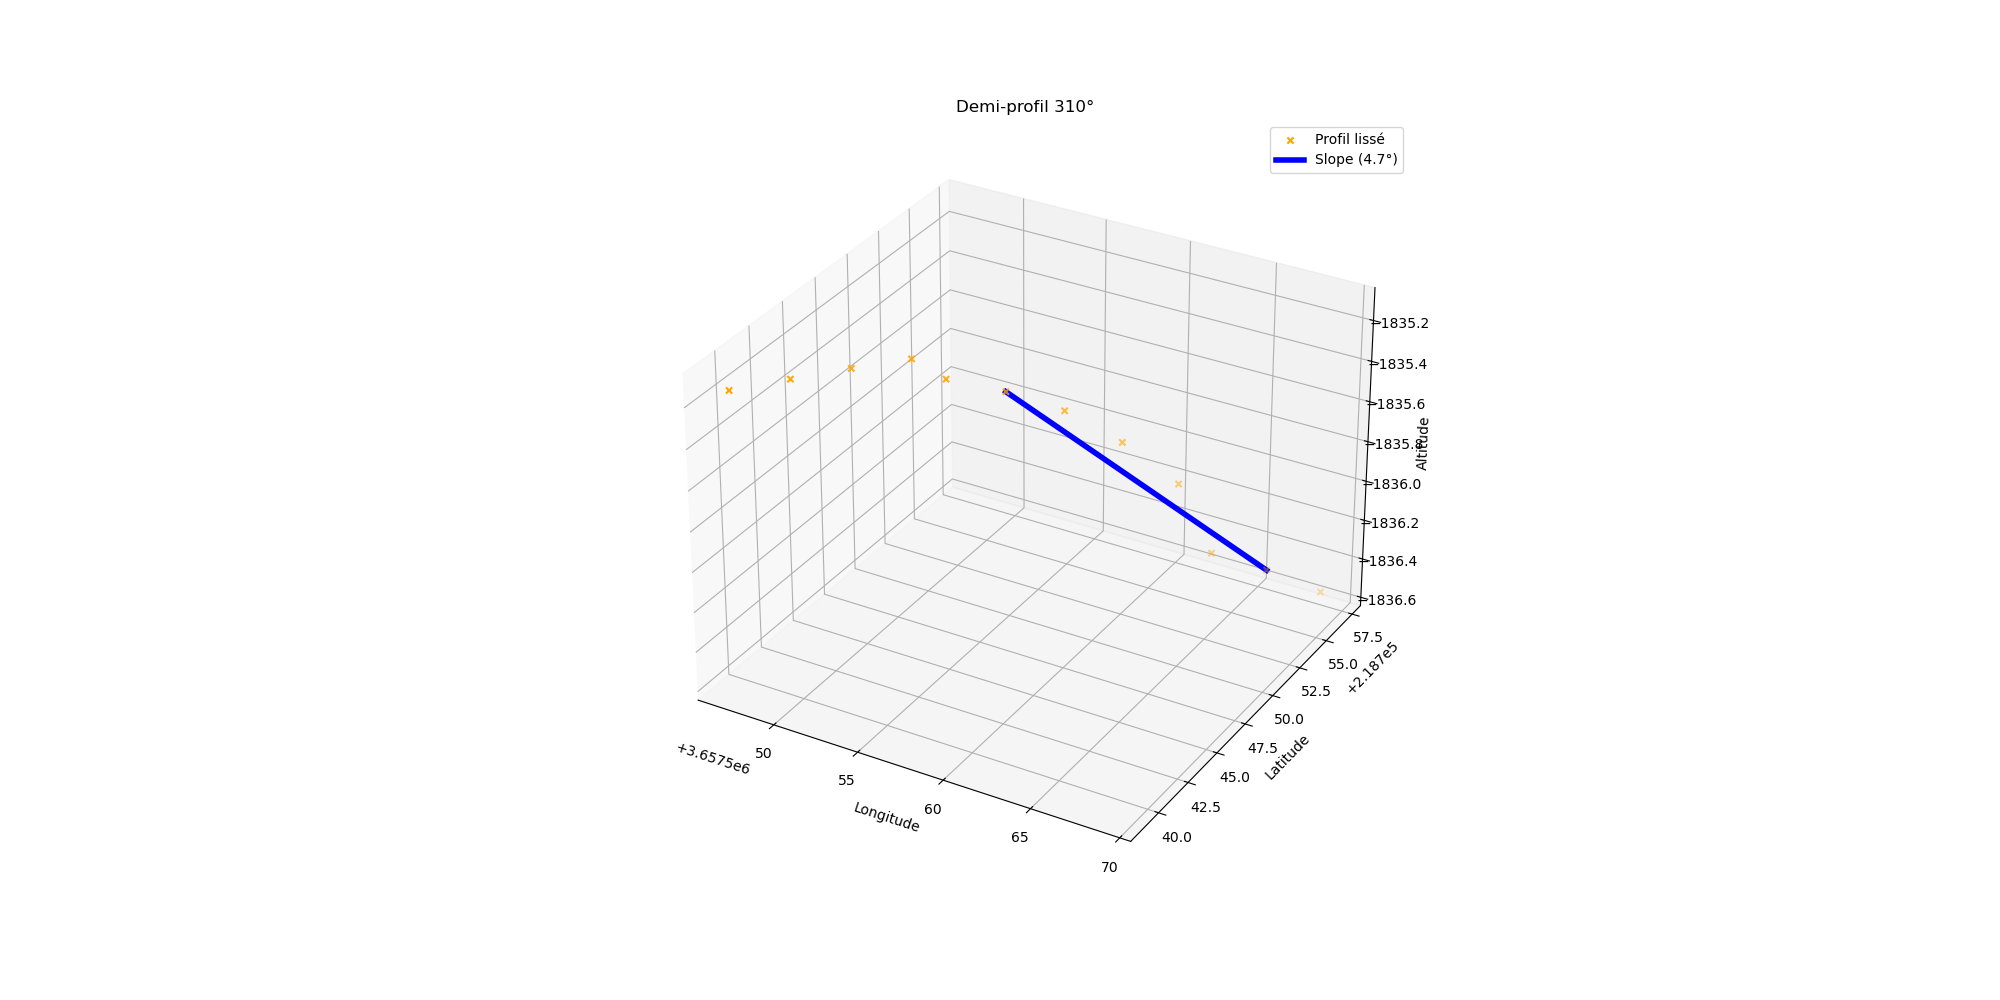 Demi-profil 310°
Profil lissé
Slope (4.7°)
−1835.2
−1835.4
−1835.6
−1835.8
−1836.0
−1836.2
−1836.4
−1836.6
Altitude
57.5
55.0
52.5
50.0
47.5
45.0
42.5
40.0
+2.187e5
Latitude
+3.6575e6
50
55
60
65
70
Longitude